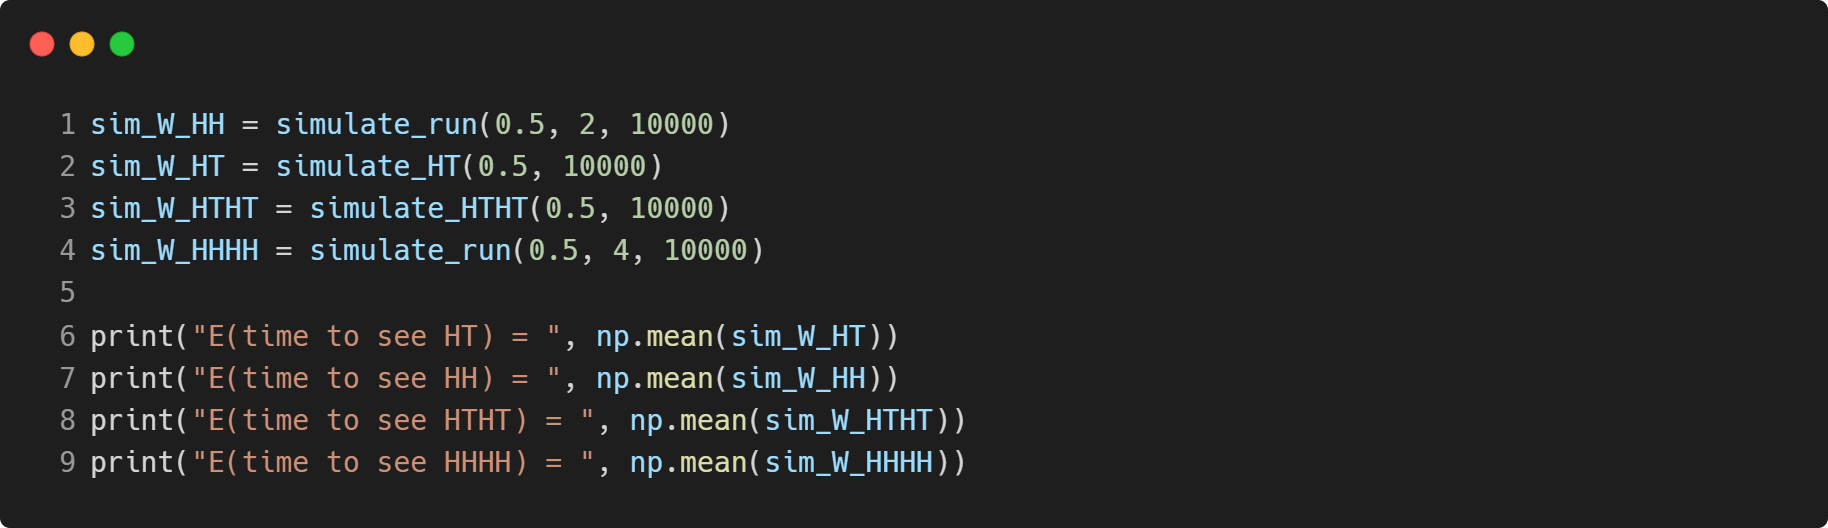 1 sim_W_HH = simulate_run(0.5, 2, 10000)
2 sim_W_HT = simulate_HT(0.5, 10000)
3 sim_W_HTHT = simulate_HTHT(0.5, 10000)
4 sim_W_HHHH = simulate_run(0.5, 4, 10000)
5
6 print("E(time to see HT) = ", np.mean(sim_W_HT))
7 print("E(time to see HH) = ", np.mean(sim_W_HH))
8 print("E(time to see HTHT) = ", np.mean(sim_W_HTHT))
9 print("E(time to see HHHH) = ", np.mean(sim_W_HHHH))